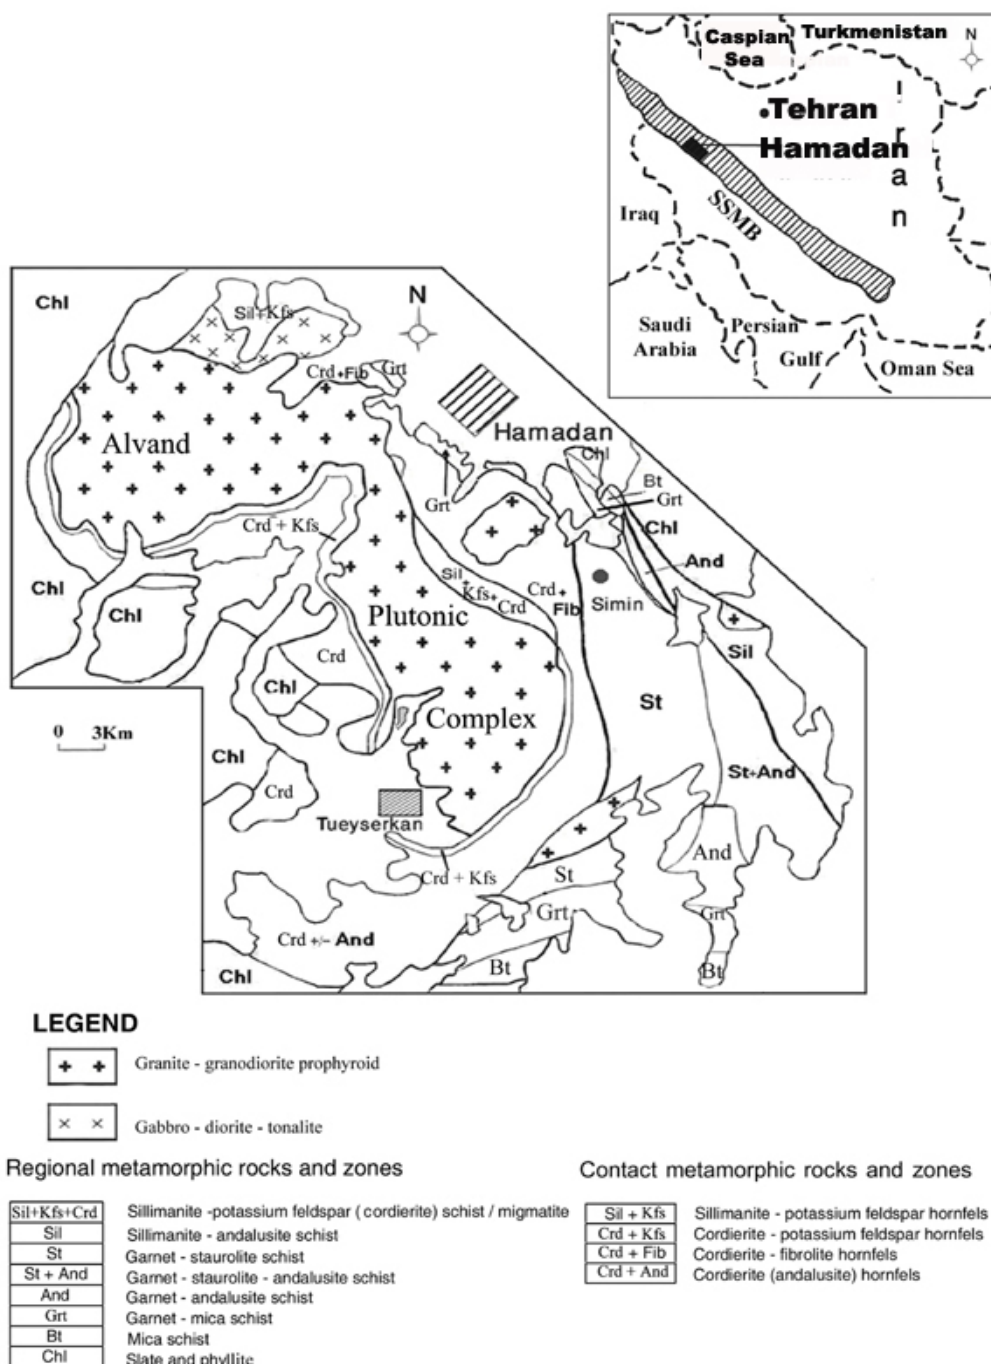 Caspian Sea
Turkmenistan
N
Tehran
Hamadan
Iran
Iraq
SSMB
Saudi Arabia
Persian Gulf
Oman Sea
Chl
Sil+Kfs
N
Crd+Fib
Grt
Alvand
Hamadan
Chl
Grt
Bt
Grt
Chl
Crd + Kfs
And
Chl
Sil+
Kfs+
Crd
Crd+
Fib
Simin
Chl
Plutonic
Crd
Sil
Chl
St
Complex
0 3Km
Chl
St+And
Crd
Tueyserkan
And
Crd + Kfs
St
Grt
Grt
Crd +/- And
Chl
Bt
Bt
LEGEND
Granite - granodiorite prophyroid
Gabbro - diorite - tonalite
Regional metamorphic rocks and zones
Sil+Kfs+Crd Sillimanite -potassium feldspar ( cordierite) schist / migmatite
Sil Sillimanite - andalusite schist
St Garnet - staurolite schist
St + And Garnet - staurolite - andalusite schist
And Garnet - andalusite schist
Grt Garnet - mica schist
Bt Mica schist
Chl Slate and phyllite
Contact metamorphic rocks and zones
Sil + Kfs Sillimanite - potassium feldspar hornfels
Crd + Kfs Cordierite - potassium feldspar hornfels
Crd + Fib Cordierite - fibrolite hornfels
Crd + And Cordierite (andalusite) hornfels